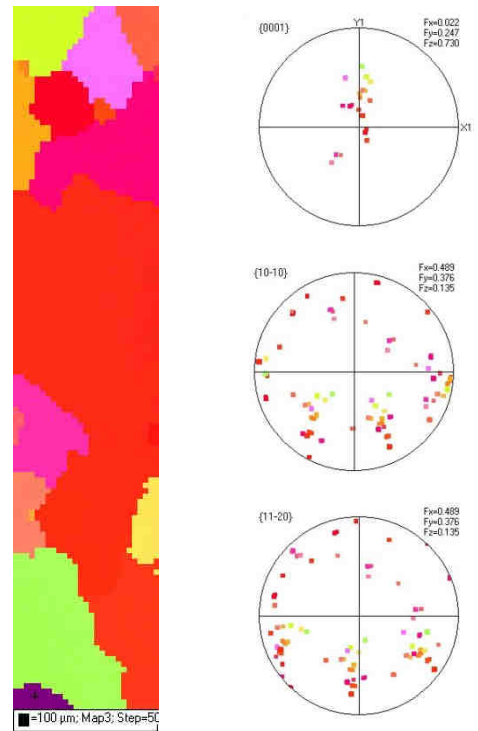 Y1
{0001}
Fx=0.022
Fy=0.247
Fz=0.730
X1
{10-10}
Fx=0.489
Fy=0.376
Fz=0.135
{11-20}
Fx=0.489
Fy=0.376
Fz=0.135
=100 µm; Map3; Step=50